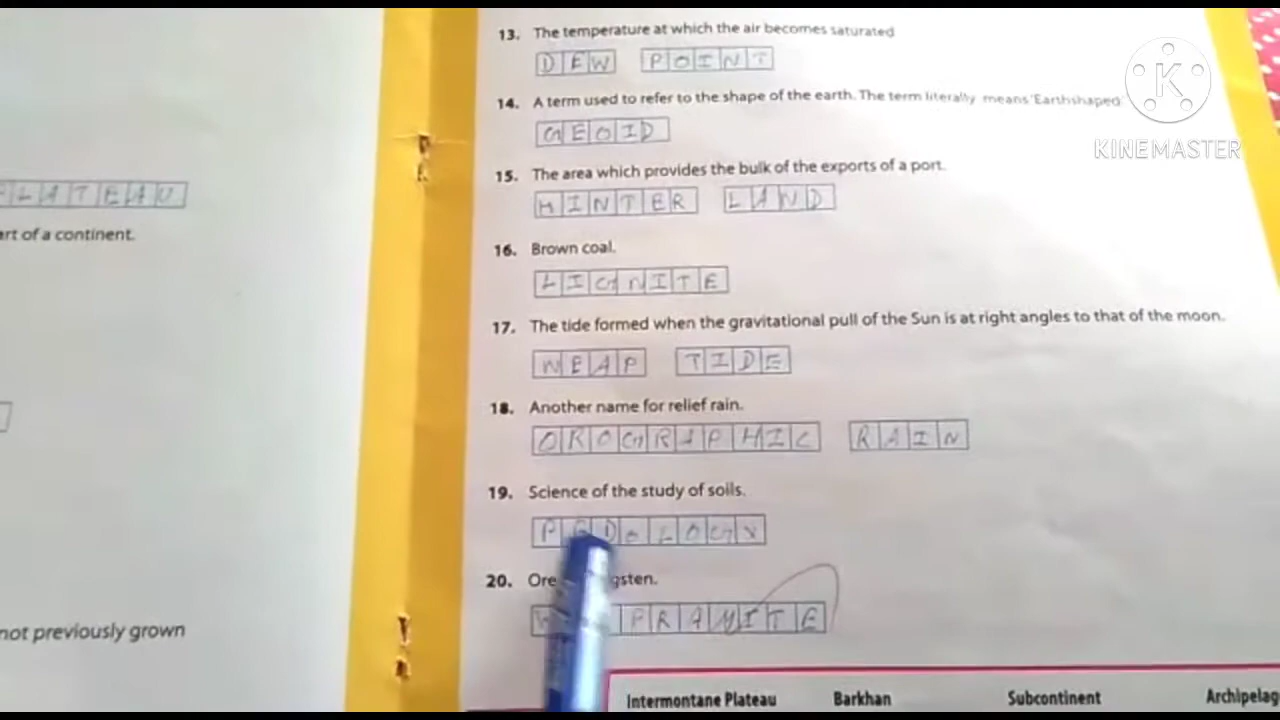 LATEAU
rt of a continent.
not previously grown
13. The temperature at which the air becomes saturated
DEW POINT
14. A term used to refer to the shape of the earth. The term literally means 'Earthshaped'
GEOID
15. The area which provides the bulk of the exports of a port.
HINTER LAND
16. Brown coal.
LIGNITE
17. The tide formed when the gravitational pull of the Sun is at right angles to that of the moon.
NEAP TIDE
18. Another name for relief rain.
OROGRAPHIC RAIN
19. Science of the study of soils.
PEDOLOGY
20. Ore gsten.
Intermontane Plateau Barkhan Subcontinent Archipelag
K
KINEMASTER